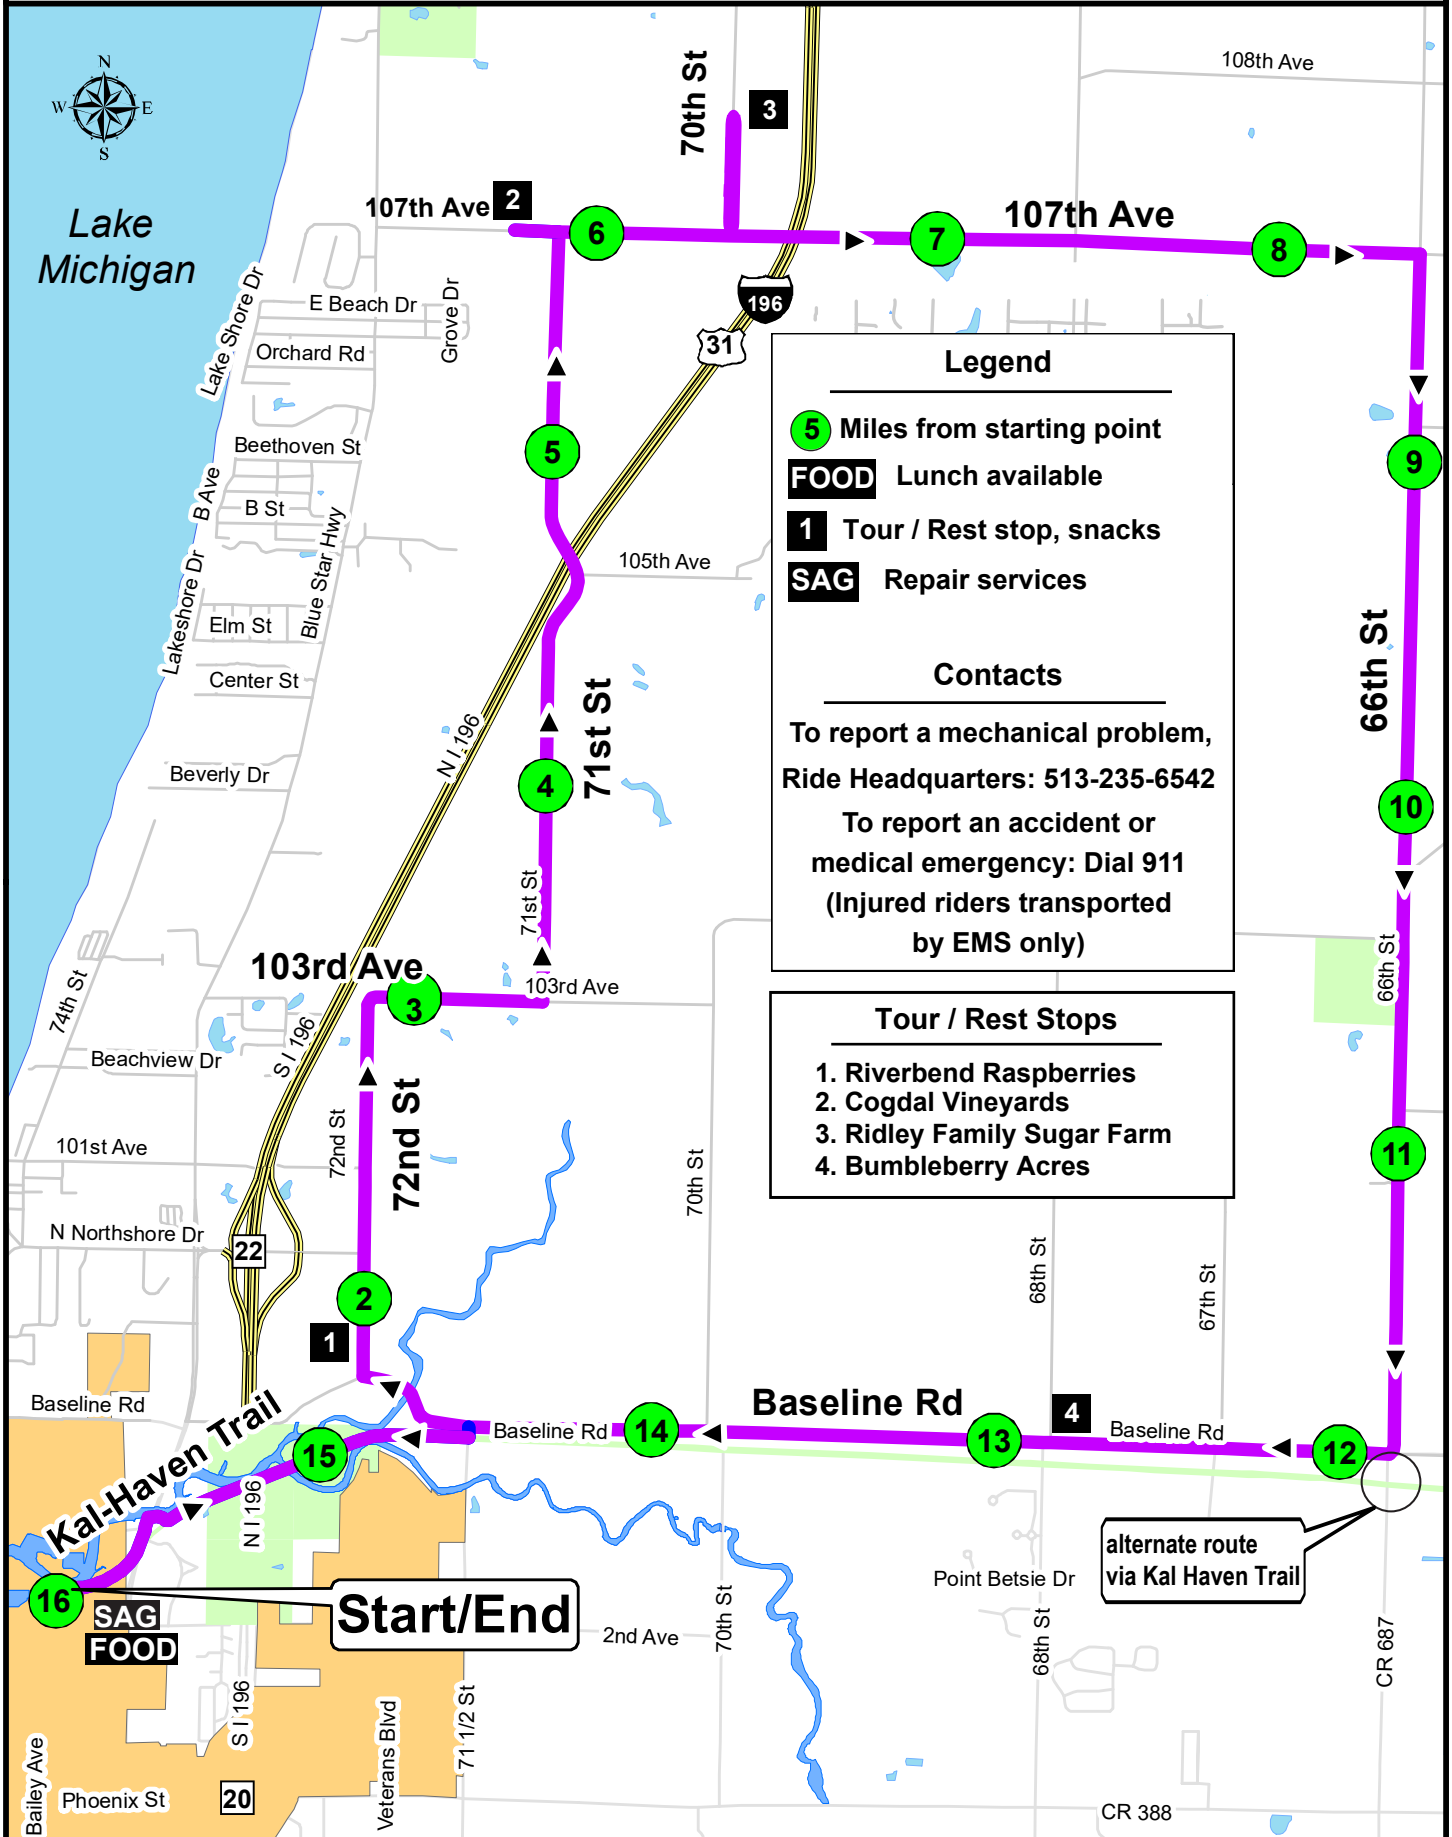 N
W
E
S
Lake
Michigan
70th St
3
108th Ave
107th Ave
2
6
7
107th Ave
8
196
31
Lake Shore Dr
E Beach Dr
Grove Dr
Orchard Rd
Beethoven St
B Ave
B St
Blue Star Hwy
Lakeshore Dr
Elm St
Center St
Beverly Dr
5
105th Ave
N I 196
4
71st St
71st St
Legend
5 Miles from starting point
FOOD Lunch available
1 Tour / Rest stop, snacks
SAG Repair services
Contacts
To report a mechanical problem,
Ride Headquarters: 513-235-6542
To report an accident or
medical emergency: Dial 911
(Injured riders transported
by EMS only)
9
66th St
10
66th St
11
103rd Ave
3
103rd Ave
74th St
S I 196
Beachview Dr
72nd St
72nd St
101st Ave
N Northshore Dr
22
2
1
70th St
Tour / Rest Stops
1. Riverbend Raspberries
2. Cogdal Vineyards
3. Ridley Family Sugar Farm
4. Bumbleberry Acres
68th St
67th St
Baseline Rd
Kal-Haven Trail
15
Baseline Rd
14
Baseline Rd
13
4
Baseline Rd
12
N I 196
alternate route
via Kal Haven Trail
16
SAG
FOOD
Start/End
2nd Ave
70th St
Point Betsie Dr
68th St
CR 687
S I 196
Veterans Blvd
71 1/2 St
Bailey Ave
Phoenix St
20
CR 388